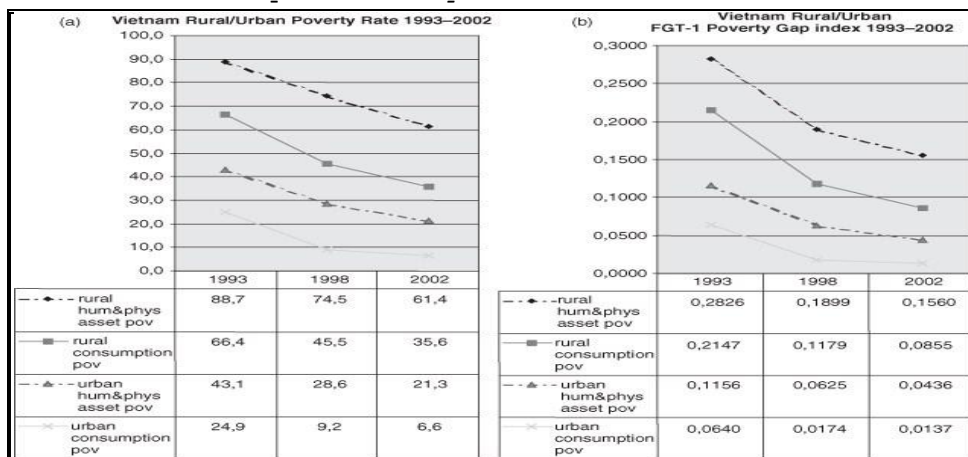 (a) Vietnam Rural/Urban Poverty Rate 1993–2002
100,0
90,0
80,0
70,0
60,0
50,0
40,0
30,0
20,0
10,0
0,0
1993 1998 2002
rural hum&phys asset pov 88,7 74,5 61,4
rural consumption pov 66,4 45,5 35,6
urban hum&phys asset pov 43,1 28,6 21,3
urban consumption pov 24,9 9,2 6,6
(b) Vietnam Rural/Urban
FGT-1 Poverty Gap index 1993–2002
0,3000
0,2500
0,2000
0,1500
0,1000
0,0500
0,0000
1993 1998 2002
rural hum&phys asset pov 0,2826 0,1899 0,1560
rural consumption pov 0,2147 0,1179 0,0855
urban hum&phys asset pov 0,1156 0,0625 0,0436
urban consumption pov 0,0640 0,0174 0,0137